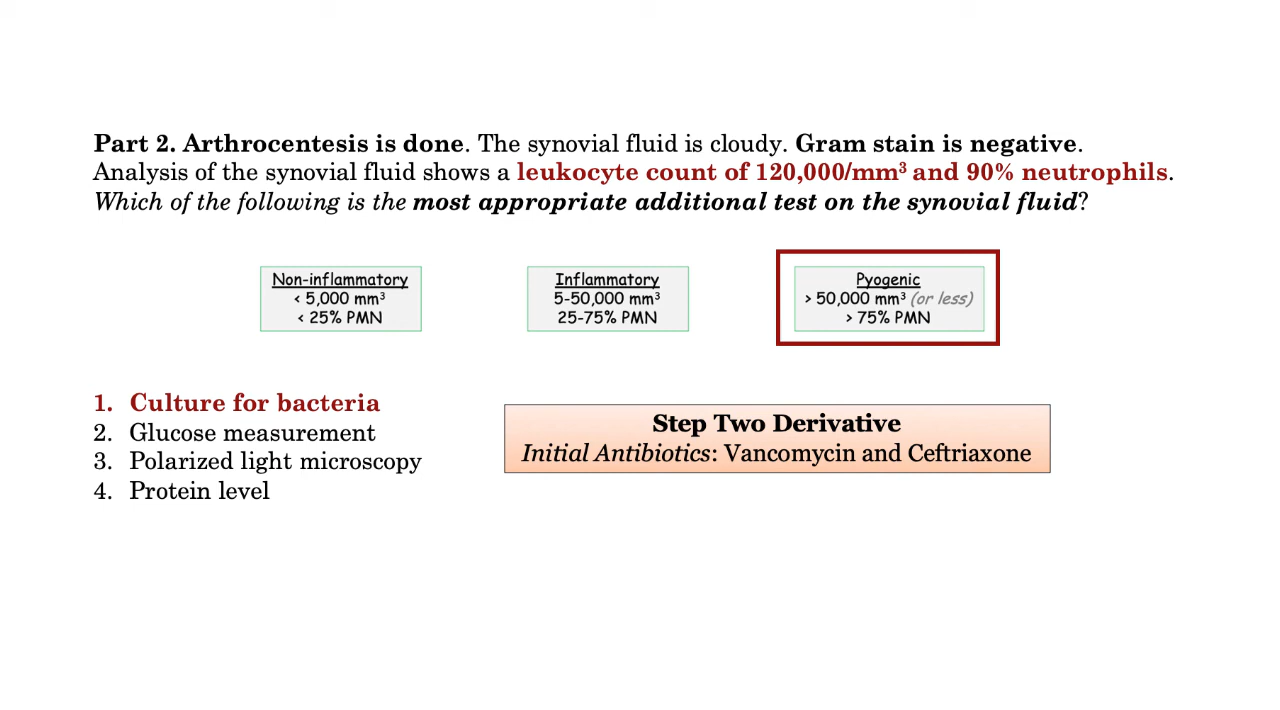 Part 2. Arthrocentesis is done. The synovial fluid is cloudy. Gram stain is negative.
Analysis of the synovial fluid shows a leukocyte count of 120,000/mm³ and 90% neutrophils.
Which of the following is the most appropriate additional test on the synovial fluid?
Non-inflammatory
< 5,000 mm³
< 25% PMN
Inflammatory
5-50,000 mm³
25-75% PMN
Pyogenic
> 50,000 mm³ (or less)
> 75% PMN
1. Culture for bacteria
2. Glucose measurement
3. Polarized light microscopy
4. Protein level
Step Two Derivative
Initial Antibiotics: Vancomycin and Ceftriaxone